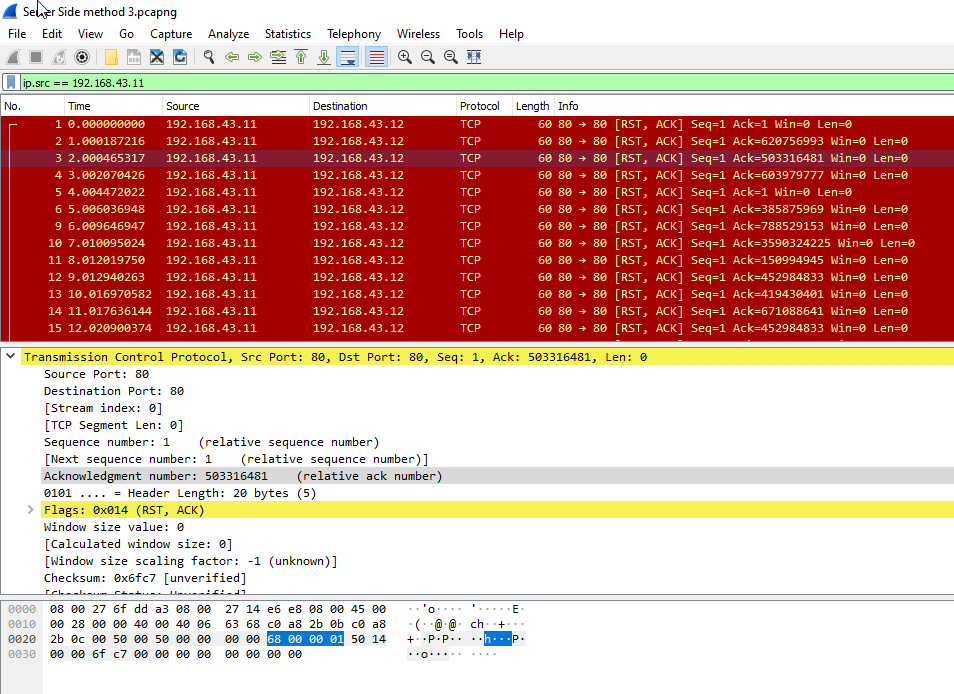 Server Side method 3.pcapng
File Edit View Go Capture Analyze Statistics Telephony Wireless Tools Help
ip.src == 192.168.43.11
No. Time Source Destination Protocol Length Info
1 0.000000000 192.168.43.11 192.168.43.12 TCP 60 80 → 80 [RST, ACK] Seq=1 Ack=1 Win=0 Len=0
2 1.000187216 192.168.43.11 192.168.43.12 TCP 60 80 → 80 [RST, ACK] Seq=1 Ack=620756993 Win=0 Len=0
3 2.000465317 192.168.43.11 192.168.43.12 TCP 60 80 → 80 [RST, ACK] Seq=1 Ack=503316481 Win=0 Len=0
4 3.002070426 192.168.43.11 192.168.43.12 TCP 60 80 → 80 [RST, ACK] Seq=1 Ack=603979777 Win=0 Len=0
5 4.004472022 192.168.43.11 192.168.43.12 TCP 60 80 → 80 [RST, ACK] Seq=1 Ack=1 Win=0 Len=0
6 5.006036948 192.168.43.11 192.168.43.12 TCP 60 80 → 80 [RST, ACK] Seq=1 Ack=385875969 Win=0 Len=0
9 6.009646947 192.168.43.11 192.168.43.12 TCP 60 80 → 80 [RST, ACK] Seq=1 Ack=788529153 Win=0 Len=0
10 7.010095024 192.168.43.11 192.168.43.12 TCP 60 80 → 80 [RST, ACK] Seq=1 Ack=3590324225 Win=0 Len=0
11 8.012019750 192.168.43.11 192.168.43.12 TCP 60 80 → 80 [RST, ACK] Seq=1 Ack=150994945 Win=0 Len=0
12 9.012940263 192.168.43.11 192.168.43.12 TCP 60 80 → 80 [RST, ACK] Seq=1 Ack=452984833 Win=0 Len=0
13 10.016970582 192.168.43.11 192.168.43.12 TCP 60 80 → 80 [RST, ACK] Seq=1 Ack=419430401 Win=0 Len=0
14 11.017636144 192.168.43.11 192.168.43.12 TCP 60 80 → 80 [RST, ACK] Seq=1 Ack=671088641 Win=0 Len=0
15 12.020900374 192.168.43.11 192.168.43.12 TCP 60 80 → 80 [RST, ACK] Seq=1 Ack=452984833 Win=0 Len=0
Transmission Control Protocol, Src Port: 80, Dst Port: 80, Seq: 1, Ack: 503316481, Len: 0
Source Port: 80
Destination Port: 80
[Stream index: 0]
[TCP Segment Len: 0]
Sequence number: 1 (relative sequence number)
[Next sequence number: 1 (relative sequence number)]
Acknowledgment number: 503316481 (relative ack number)
0101 .... = Header Length: 20 bytes (5)
Flags: 0x014 (RST, ACK)
Window size value: 0
[Calculated window size: 0]
[Window size scaling factor: -1 (unknown)]
Checksum: 0x6fc7 [unverified]
[Checksum Status: Unverified]
0000 08 00 27 6f dd a3 08 00 27 14 e6 e8 08 00 45 00 ··'o···· '·····E·
0010 00 28 00 00 40 00 40 06 63 68 c0 a8 2b 0b c0 a8 ·(··@·@· ch··+···
0020 2b 0c 00 50 00 50 00 00 00 00 68 00 00 01 50 14 +··P·P·· ··h···P·
0030 00 00 6f c7 00 00 00 00 00 00 00 00 ··o····· ····